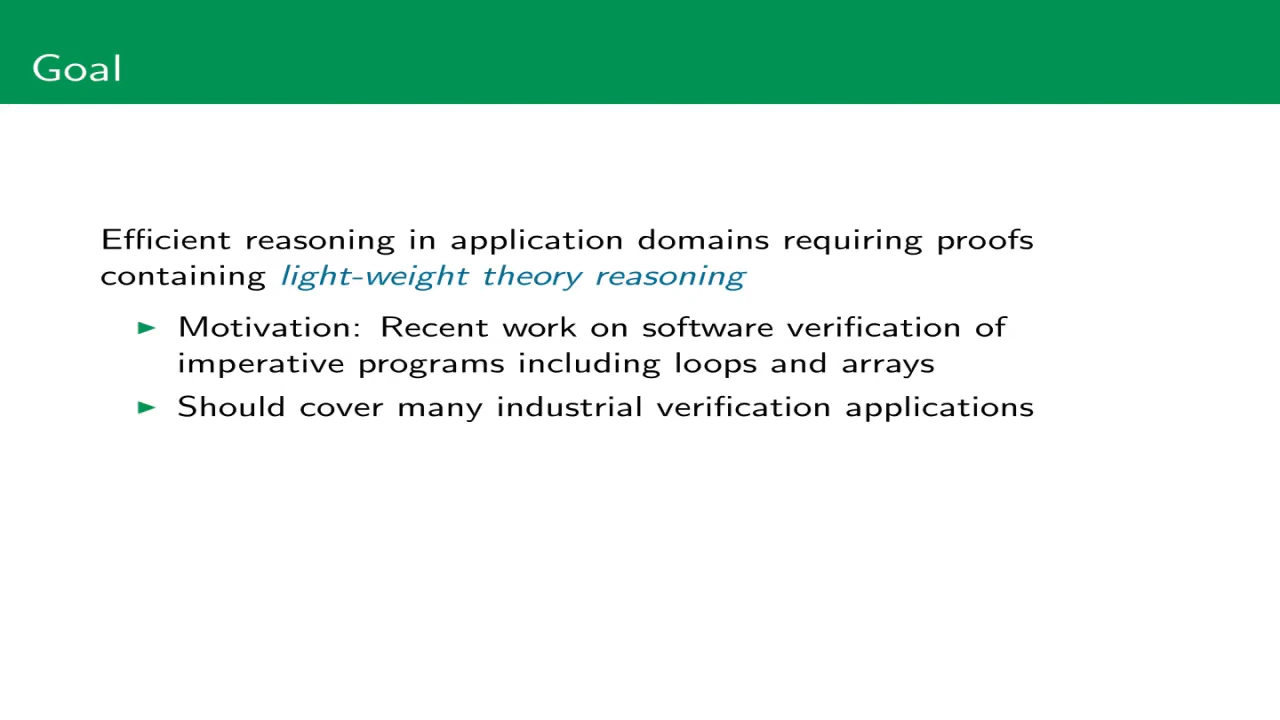 Goal
Efficient reasoning in application domains requiring proofs
containing light-weight theory reasoning
► Motivation: Recent work on software verification of
imperative programs including loops and arrays
► Should cover many industrial verification applications